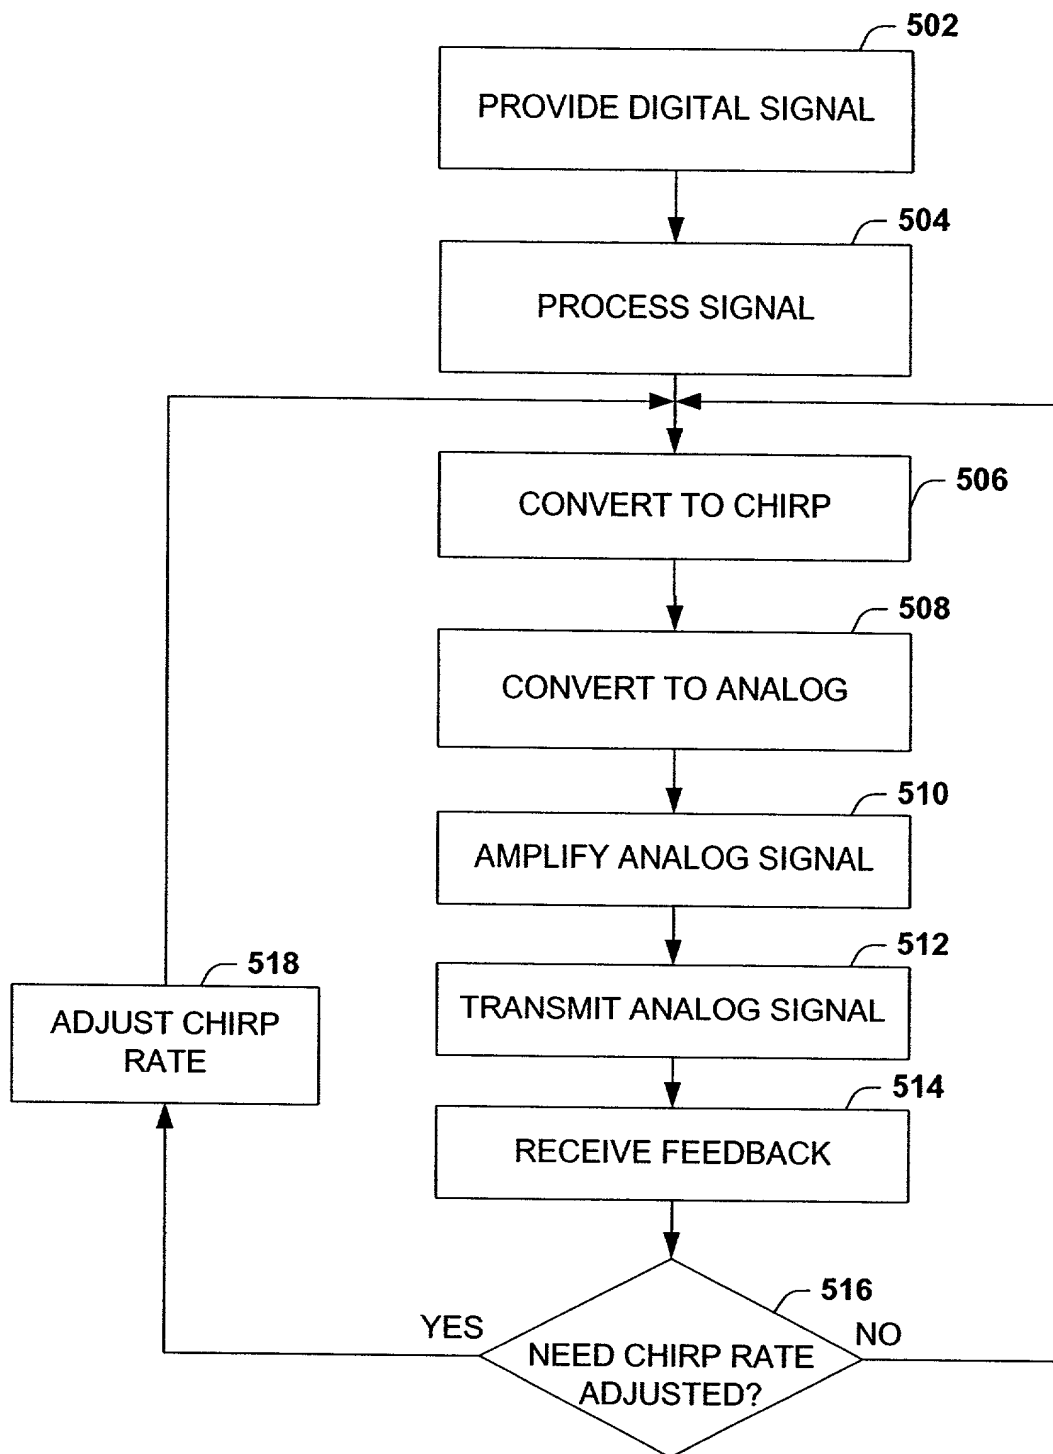 502
PROVIDE DIGITAL SIGNAL
504
PROCESS SIGNAL
506
CONVERT TO CHIRP
508
CONVERT TO ANALOG
510
AMPLIFY ANALOG SIGNAL
512
TRANSMIT ANALOG SIGNAL
518
ADJUST CHIRP
RATE
514
RECEIVE FEEDBACK
516
YES
NO
NEED CHIRP RATE
ADJUSTED?